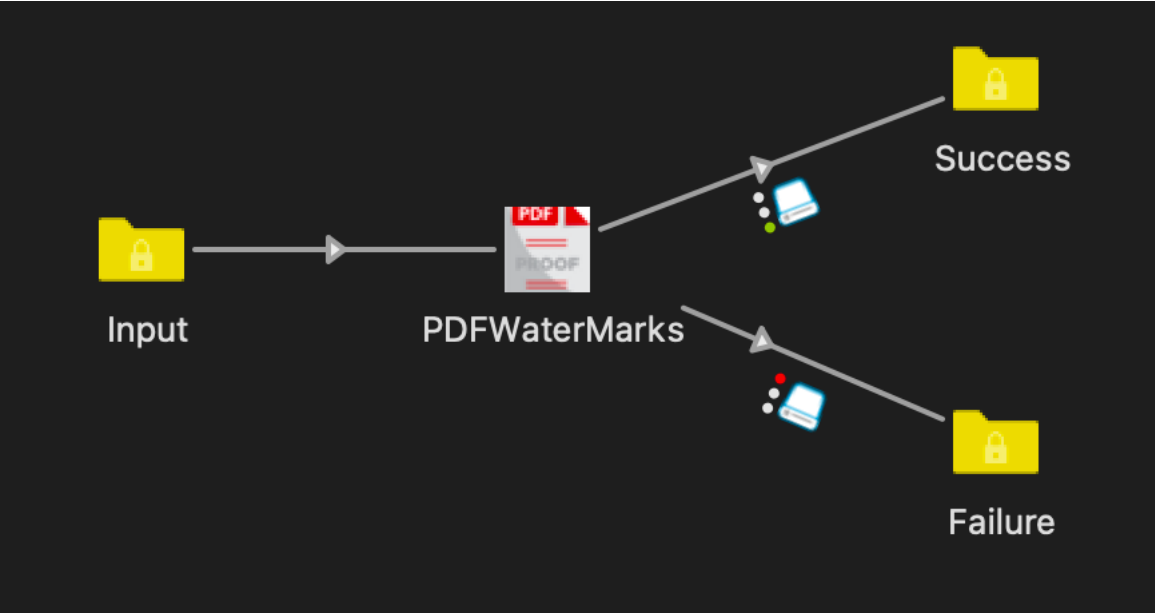 Success
PDF
PROOF
Input
PDFWaterMarks
Failure